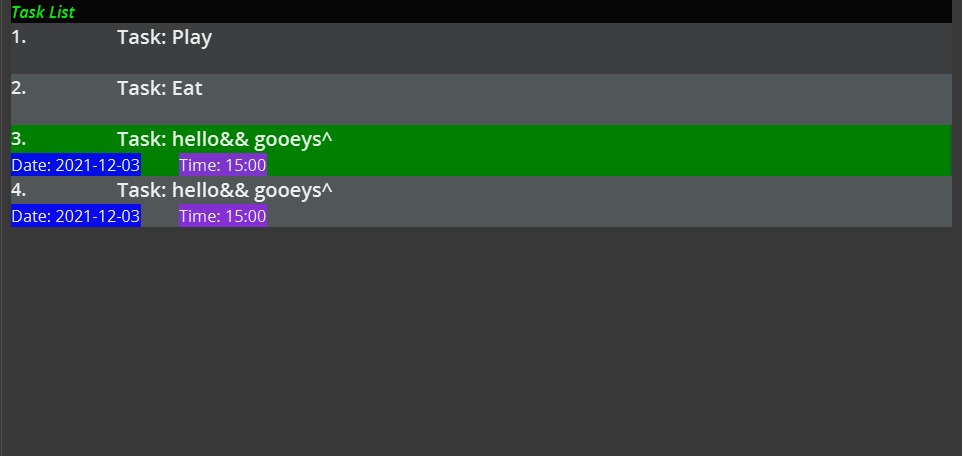 Task List
1. Task: Play
2. Task: Eat
3. Task: hello&& gooeys^
Date: 2021-12-03 Time: 15:00
4. Task: hello&& gooeys^
Date: 2021-12-03 Time: 15:00